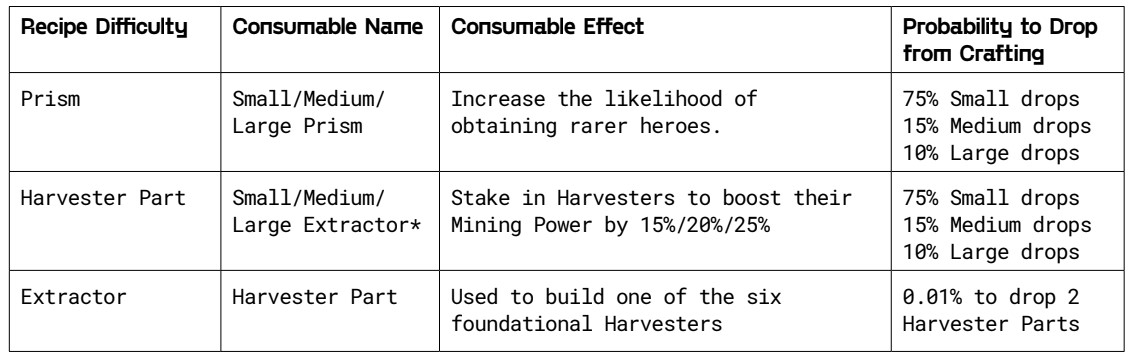 Recipe Difficulty
Consumable Name
Consumable Effect
Probability to Drop
from Crafting
Prism
Small/Medium/
Large Prism
Increase the likelihood of
obtaining rarer heroes.
75% Small drops
15% Medium drops
10% Large drops
Harvester Part
Small/Medium/
Large Extractor*
Stake in Harvesters to boost their
Mining Power by 15%/20%/25%
75% Small drops
15% Medium drops
10% Large drops
Extractor
Harvester Part
Used to build one of the six
foundational Harvesters
0.01% to drop 2
Harvester Parts